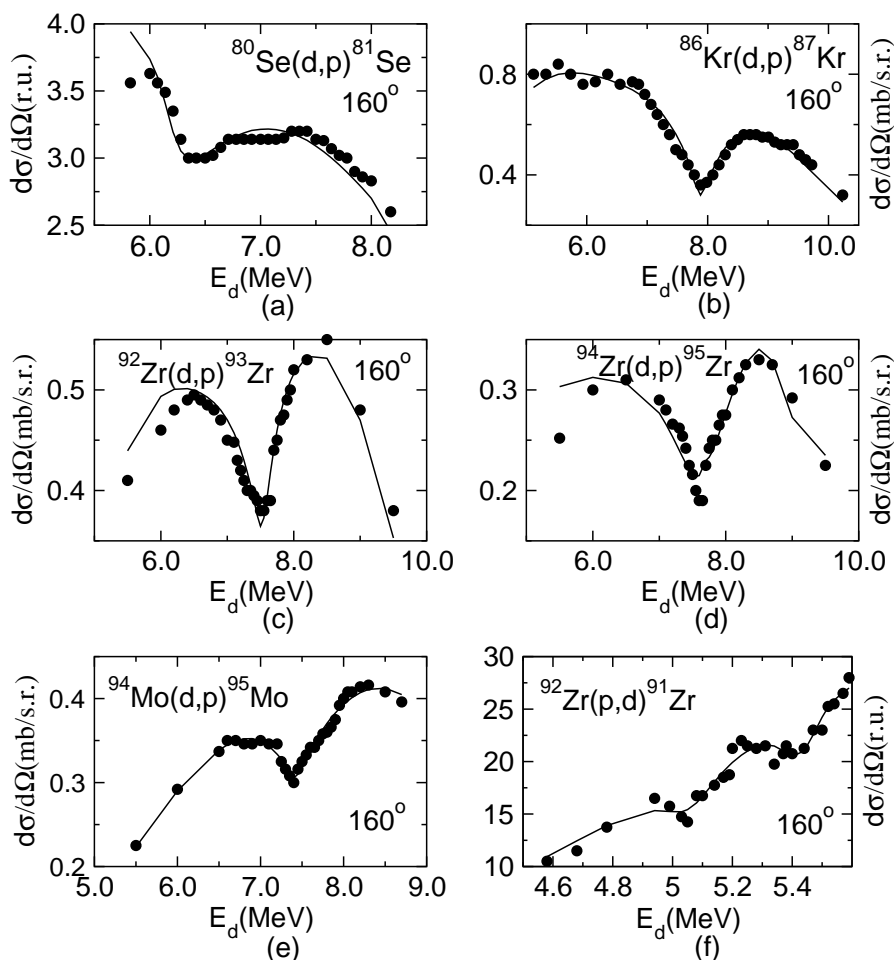 4.0
3.5
3.0
2.5
dσ/dΩ(r.u.)
⁸⁰Se(d,p)⁸¹Se
160°
6.0 7.0 8.0
E_d(MeV)
(a)
0.8
0.4
dσ/dΩ(mb/s.r.)
⁸⁶Kr(d,p)⁸⁷Kr
160°
6.0 8.0 10.0
E_d(MeV)
(b)
0.5
0.4
dσ/dΩ(mb/s.r.)
⁹²Zr(d,p)⁹³Zr
160°
6.0 8.0 10.0
E_d(MeV)
(c)
0.3
0.2
dσ/dΩ(mb/s.r.)
⁹⁴Zr(d,p)⁹⁵Zr
160°
6.0 8.0 10.0
E_d(MeV)
(d)
0.4
0.3
0.2
dσ/dΩ(mb/s.r.)
⁹⁴Mo(d,p)⁹⁵Mo
160°
5.0 6.0 7.0 8.0 9.0
E_d(MeV)
(e)
30
25
20
15
10
dσ/dΩ(r.u.)
⁹²Zr(p,d)⁹¹Zr
160°
4.6 4.8 5 5.2 5.4
E_d(MeV)
(f)